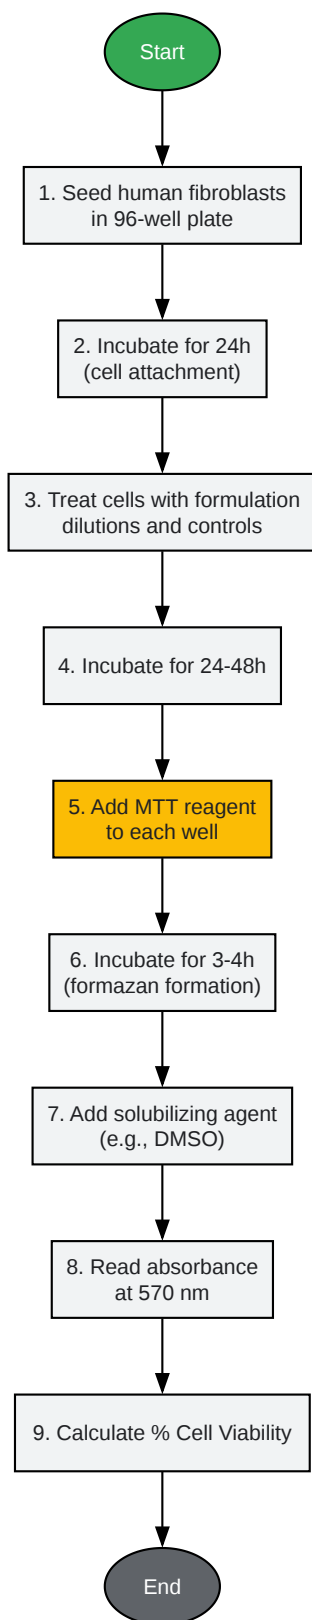 Start
1. Seed human fibroblasts
in 96-well plate
2. Incubate for 24h
(cell attachment)
3. Treat cells with formulation
dilutions and controls
4. Incubate for 24-48h
5. Add MTT reagent
to each well
6. Incubate for 3-4h
(formazan formation)
7. Add solubilizing agent
(e.g., DMSO)
8. Read absorbance
at 570 nm
9. Calculate % Cell Viability
End